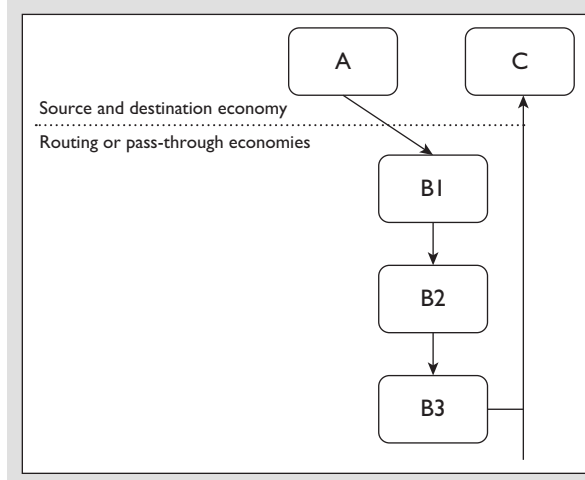 A
C
Source and destination economy
Routing or pass-through economies
B1
B2
B3